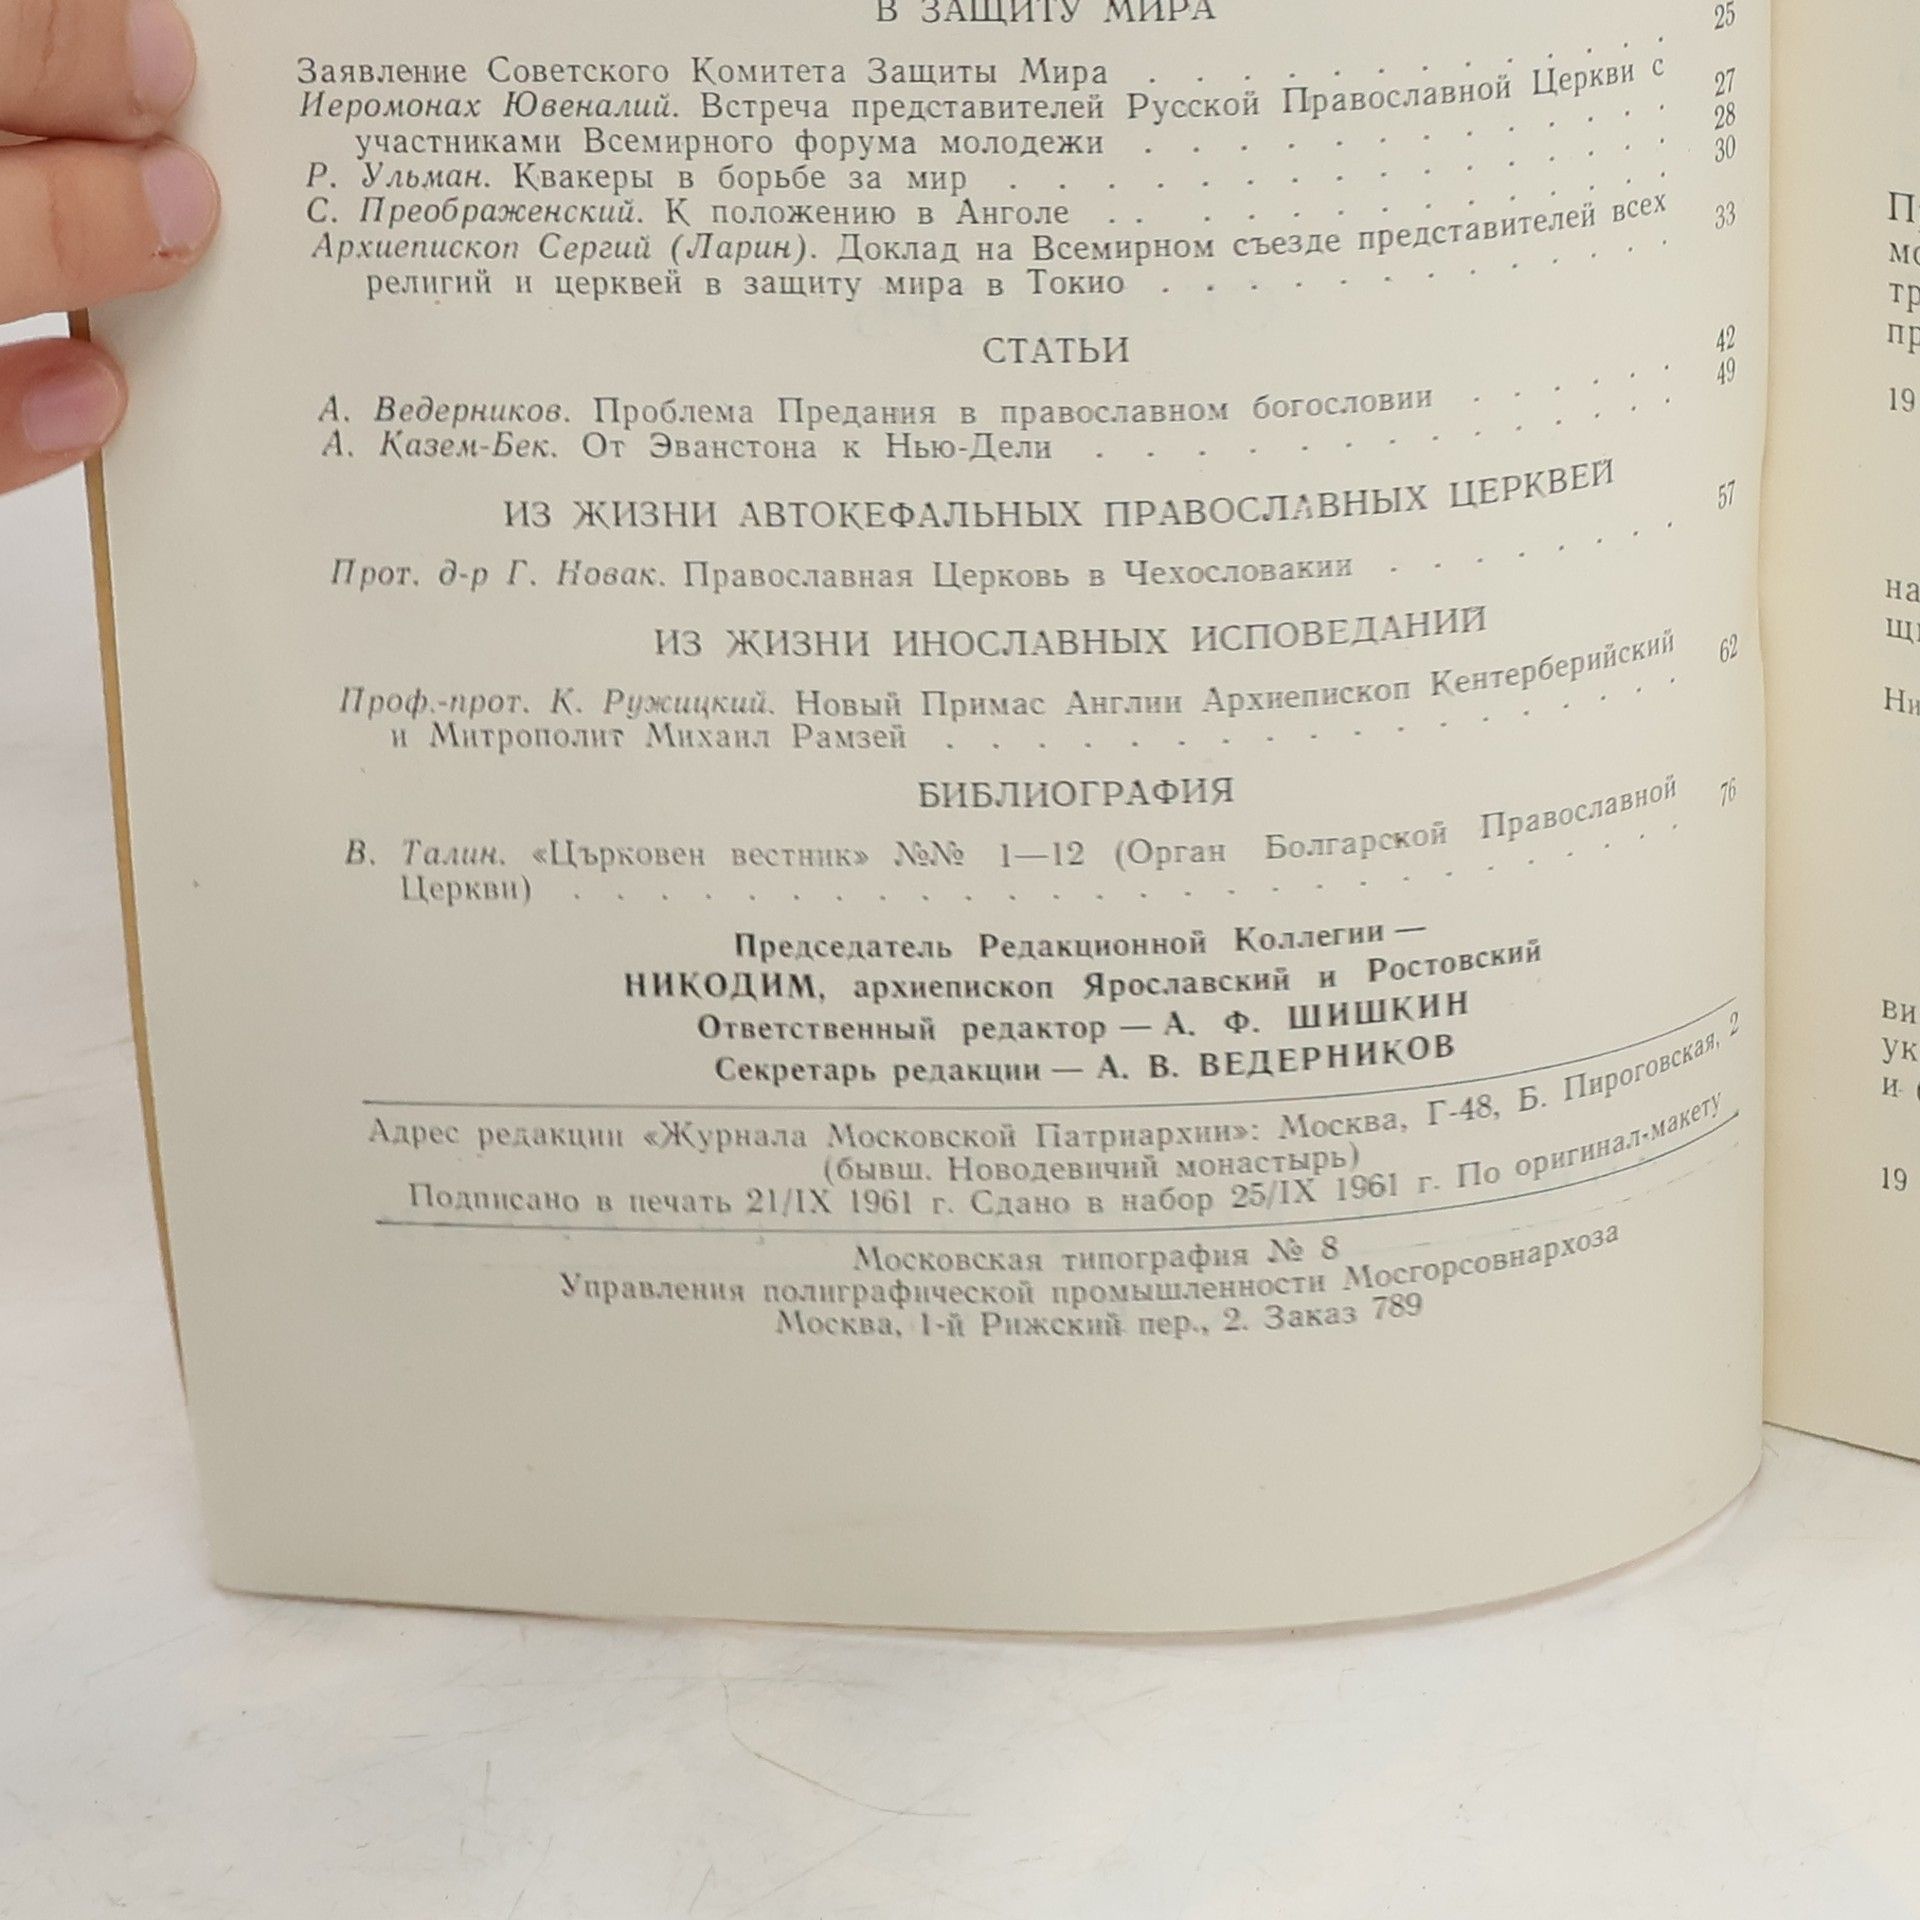 В ЗАЩИТУ МИРА
Заявление Советского Комитета Защиты Мира . . . . . . . . . . . . 25
Иеромонах Ювеналий. Встреча представителей Русской Православной Церкви с
участниками Всемирного форума молодежи . . . . . . . . . . . . 27
Р. Ульман. Квакеры в борьбе за мир . . . . . . . . . . . . . . 28
С. Преображенский. К положению в Анголе . . . . . . . . . . . . 30
Архиепископ Сергий (Ларин). Доклад на Всемирном съезде представителей всех
религий и церквей в защиту мира в Токио . . . . . . . . . . . . 33
СТАТЬИ
А. Ведерников. Проблема Предания в православном богословии . . . . . 42
А. Казем-Бек. От Эванстона к Нью-Дели . . . . . . . . . . . . . 49
ИЗ ЖИЗНИ АВТОКЕФАЛЬНЫХ ПРАВОСЛАВНЫХ ЦЕРКВЕЙ
Прот. д-р Г. Новак. Православная Церковь в Чехословакии . . . . . . . 57
ИЗ ЖИЗНИ ИНОСЛАВНЫХ ИСПОВЕДАНИЙ
Проф.-прот. К. Ружицкий. Новый Примас Англии Архиепископ Кентерберийский
и Митрополит Михаил Рамзей . . . . . . . . . . . . . . . . 62
БИБЛИОГРАФИЯ
В. Талин. «Църковен вестник» №№ 1—12 (Орган Болгарской Православной
Церкви) . . . . . . . . . . . . . . . . . . . . . . . . . 76
Председатель Редакционной Коллегии —
НИКОДИМ, архиепископ Ярославский и Ростовский
Ответственный редактор — А. Ф. ШИШКИН
Секретарь редакции — А. В. ВЕДЕРНИКОВ
Адрес редакции «Журнала Московской Патриархии»: Москва, Г-48, Б. Пироговская, 2
(бывш. Новодевичий монастырь)
Подписано в печать 21/IX 1961 г. Сдано в набор 25/IX 1961 г. По оригинал-макету
Московская типография № 8
Управления полиграфической промышленности Мосгорсовнархоза
Москва, 1-й Рижский пер., 2. Заказ 789
19
19